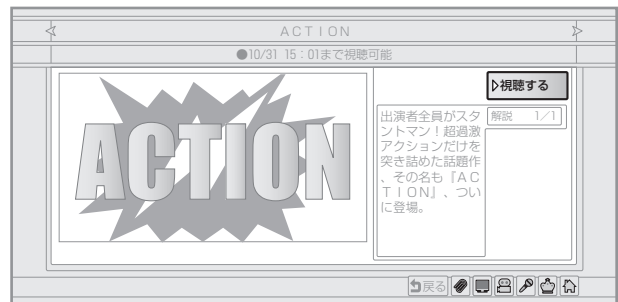 ACTION
●10/31 15：01まで視聴可能
ACTION
視聴する
出演者全員がスタ
ントマン！超過激
アクションだけを
突き詰めた話題作
、その名も『AC
TION』、つい
に登場。
解説 1／1
戻る